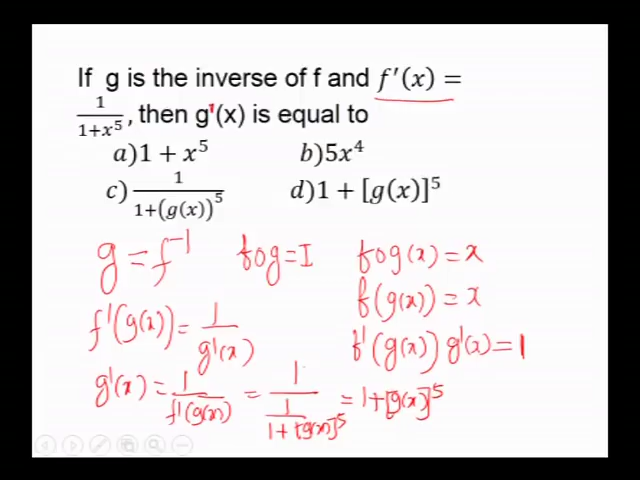 If g is the inverse of f and f'(x) =
1/(1+x⁵), then g'(x) is equal to
a)1 + x⁵ b)5x⁴
c) 1/(1+(g(x))⁵) d)1 + [g(x)]⁵
g = f⁻¹ fog = I fog(x) = x
f(g(x)) = x
f'(g(x)) = 1/g'(x) f'(g(x)) g'(x) = 1
g'(x) = 1/f'(g(x)) = 1/(1/(1+[g(x)]⁵)) = 1+[g(x)]⁵